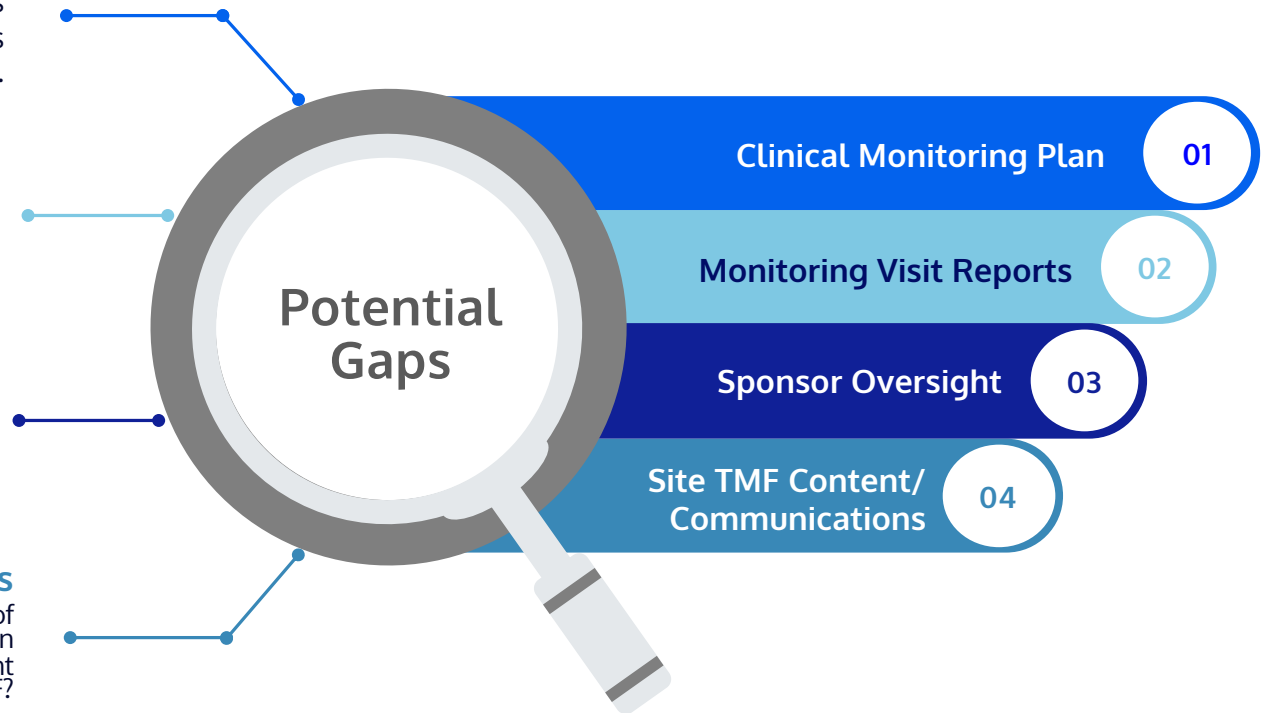 Clinical Monitoring Plan 01
Monitoring Visit Reports 02
Potential
Gaps
Sponsor Oversight 03
Site TMF Content/
Communications 04